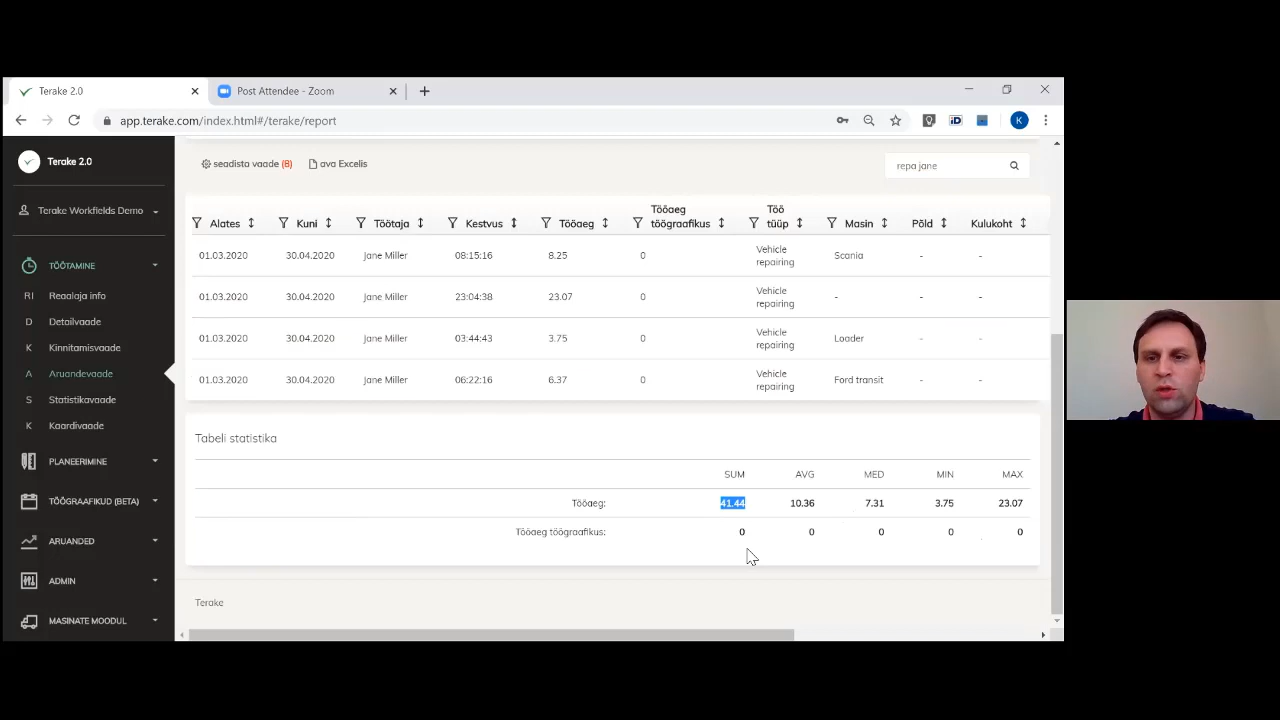 Terake 2.0
Post Attendee - Zoom
app.terake.com/index.html#/terake/report
K
Terake 2.0
Terake Workfields Demo
TÖÖTAMINE
RI Reaalaja info
D Detailvaade
K Kinnitamisvaade
A Aruandevaade
S Statistikavaade
K Kaardivaade
PLANEERIMINE
TÖÖGRAAFIKUD (BETA)
ARUANDED
ADMIN
MASINATE MOODUL
seadista vaade (8) ava Excelis
repa jane
Alates Kuni Töötaja Kestvus Tööaeg Tööaeg töögraafikus Töö tüüp Masin Põld Kulukoht
01.03.2020 30.04.2020 Jane Miller 08:15:16 8.25 0 Vehicle repairing Scania - -
01.03.2020 30.04.2020 Jane Miller 23:04:38 23.07 0 Vehicle repairing - - -
01.03.2020 30.04.2020 Jane Miller 03:44:43 3.75 0 Vehicle repairing Loader - -
01.03.2020 30.04.2020 Jane Miller 06:22:16 6.37 0 Vehicle repairing Ford transit - -
Tabeli statistika
SUM AVG MED MIN MAX
Tööaeg: 41.44 10.36 7.31 3.75 23.07
Tööaeg töögraafikus: 0 0 0 0 0
Terake